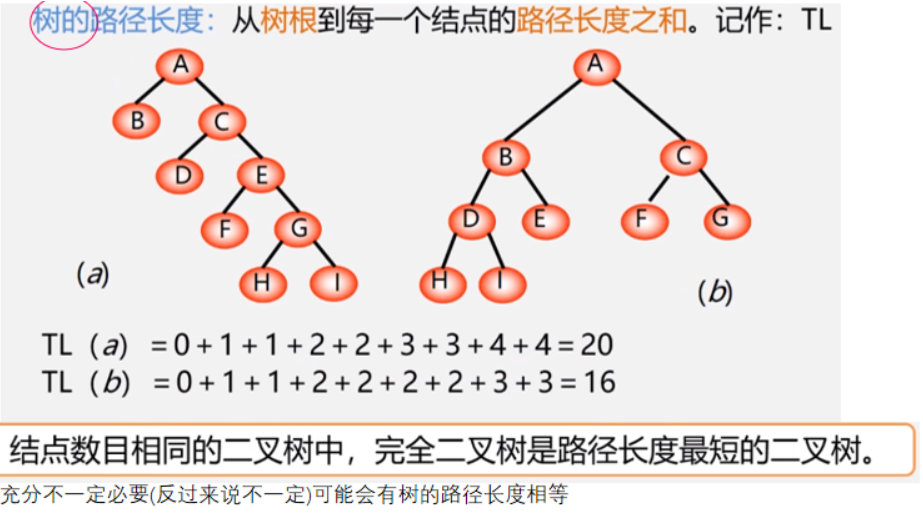 树的路径长度：从树根到每一个结点的路径长度之和。记作：TL
A
B
C
D
E
F
G
H
I
(a)
A
B
C
D
E
F
G
H
I
(b)
TL（a） =0+1+1+2+2+3+3+4+4=20
TL（b） =0+1+1+2+2+2+2+3+3=16
结点数目相同的二叉树中，完全二叉树是路径长度最短的二叉树。
充分不一定必要(反过来说不一定)可能会有树的路径长度相等